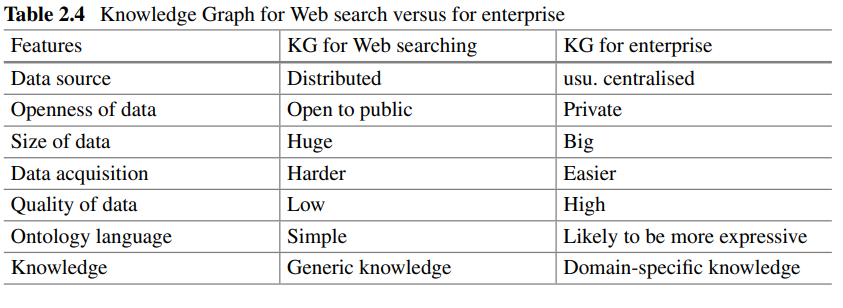 Table 2.4 Knowledge Graph for Web search versus for enterprise
Features KG for Web searching KG for enterprise
Data source Distributed usu. centralised
Openness of data Open to public Private
Size of data Huge Big
Data acquisition Harder Easier
Quality of data Low High
Ontology language Simple Likely to be more expressive
Knowledge Generic knowledge Domain-specific knowledge